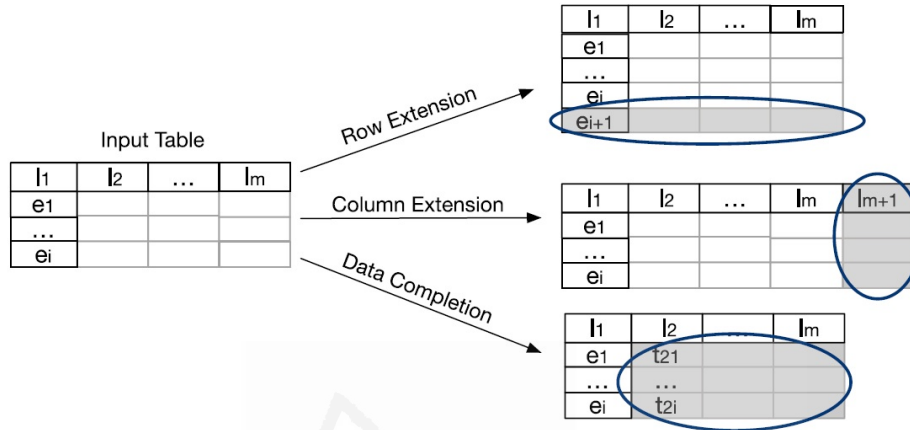 l1 l2 ... lm
e1
...
ei
ei+1
Row Extension
Input Table
l1 l2 ... lm
e1
...
ei
Column Extension
l1 l2 ... lm lm+1
e1
...
ei
Data Completion
l1 l2 ... lm
e1 t21
... ...
ei t2i